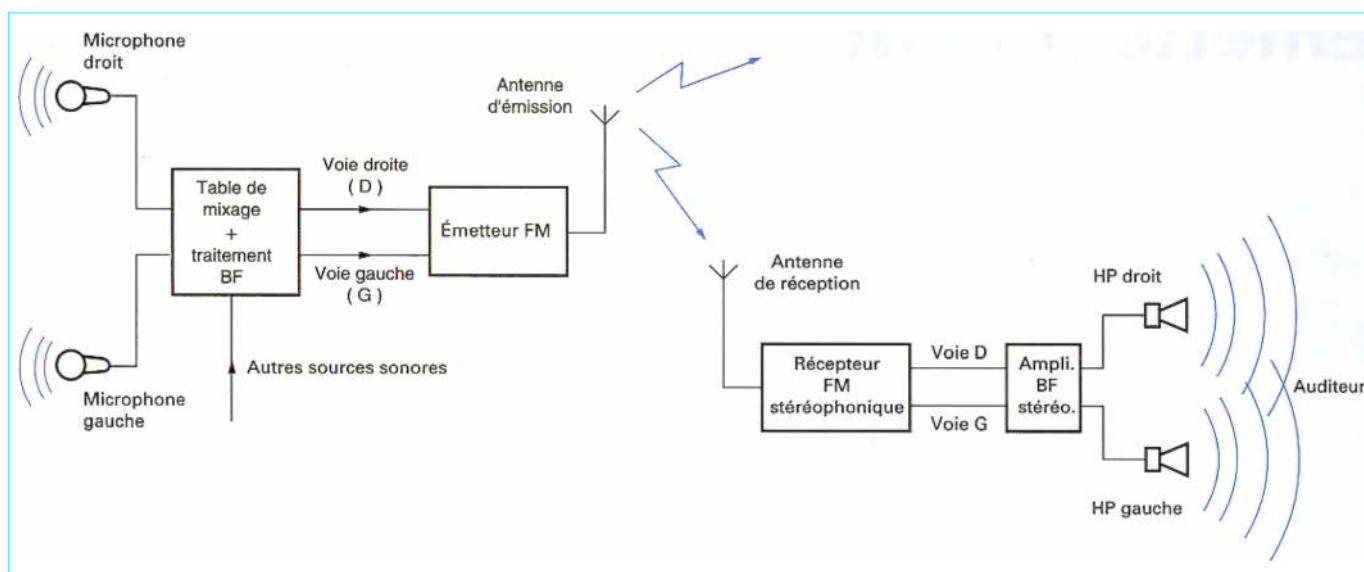 Microphone
droit
Table de
mixage
+
traitement
BF
Voie droite
( D )
Voie gauche
( G )
Émetteur FM
Antenne
d'émission
Autres sources sonores
Microphone
gauche
Antenne
de réception
Récepteur
FM
stéréophonique
Voie D
Voie G
Ampli.
BF
stéréo.
HP droit
Auditeur
HP gauche